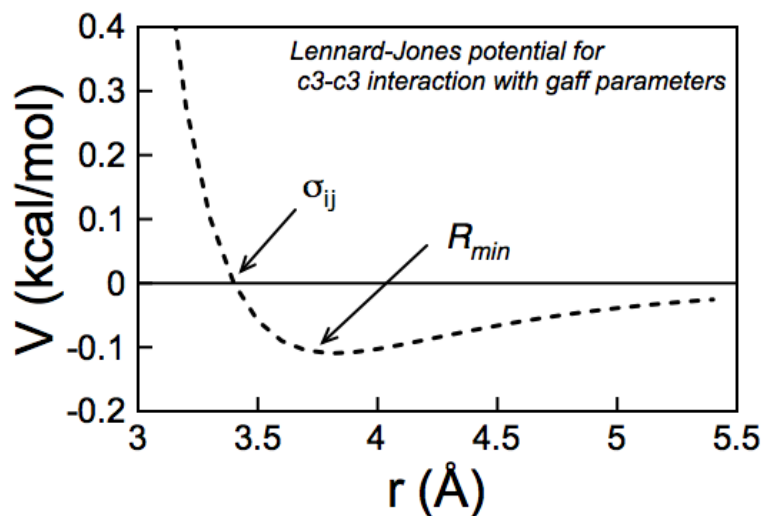 Lennard-Jones potential for
c3-c3 interaction with gaff parameters
V (kcal/mol)
0.4
0.3
0.2
0.1
0
-0.1
-0.2
σij
Rmin
3 3.5 4 4.5 5 5.5
r (Å)